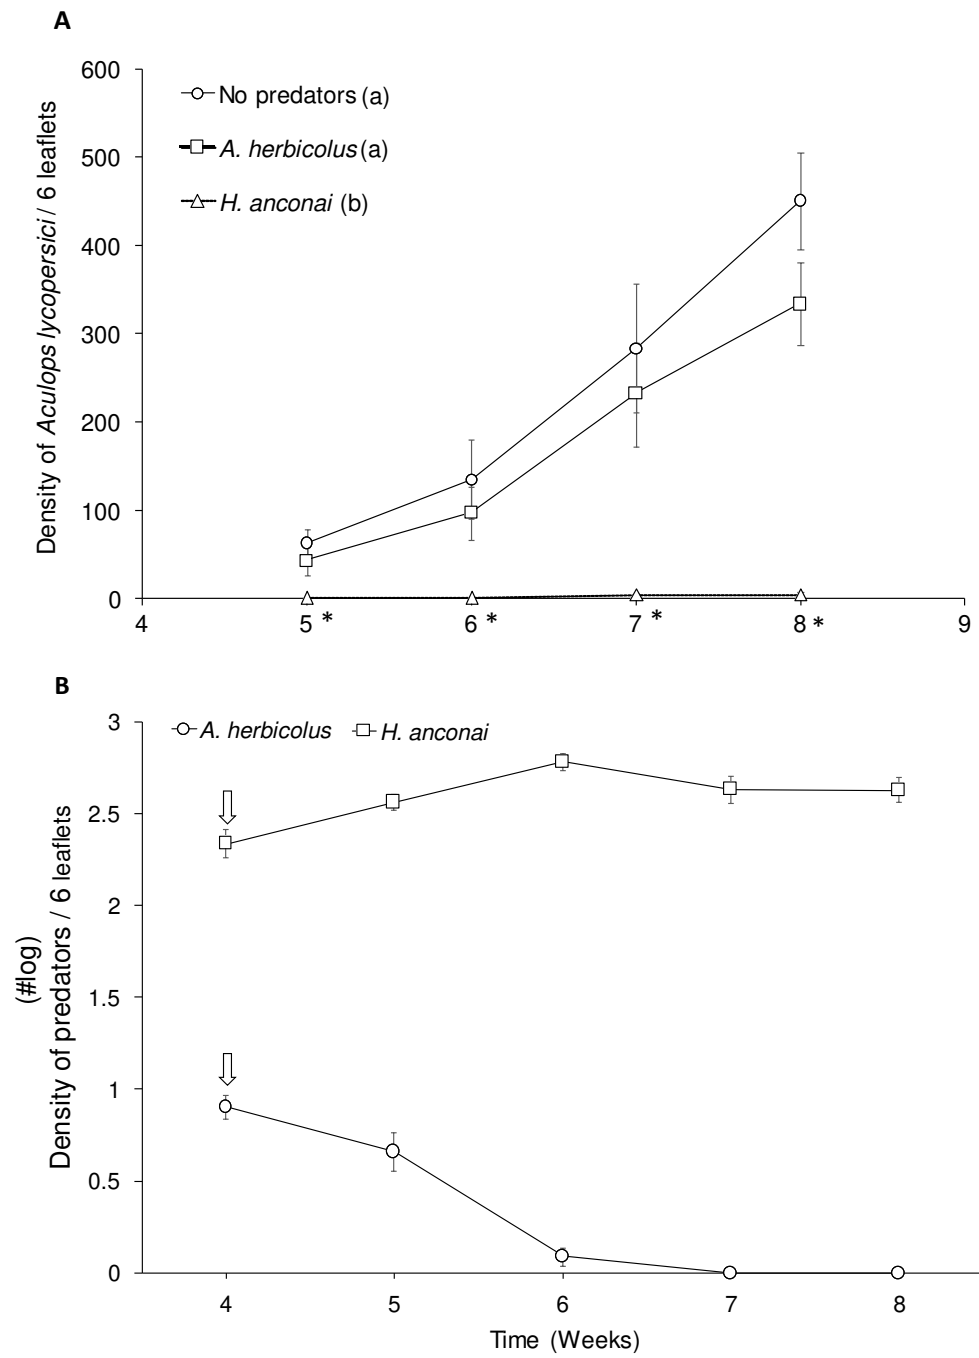 A
Density of Aculops lycopersici / 6 leaflets
600
500
400
300
200
100
0
No predators (a)
A. herbicolus (a)
H. anconai (b)
4 5 * 6 * 7 * 8 * 9
B
(#log)
Density of predators / 6 leaflets
3
2.5
2
1.5
1
0.5
0
A. herbicolus H. anconai
4 5 6 7 8
Time (Weeks)